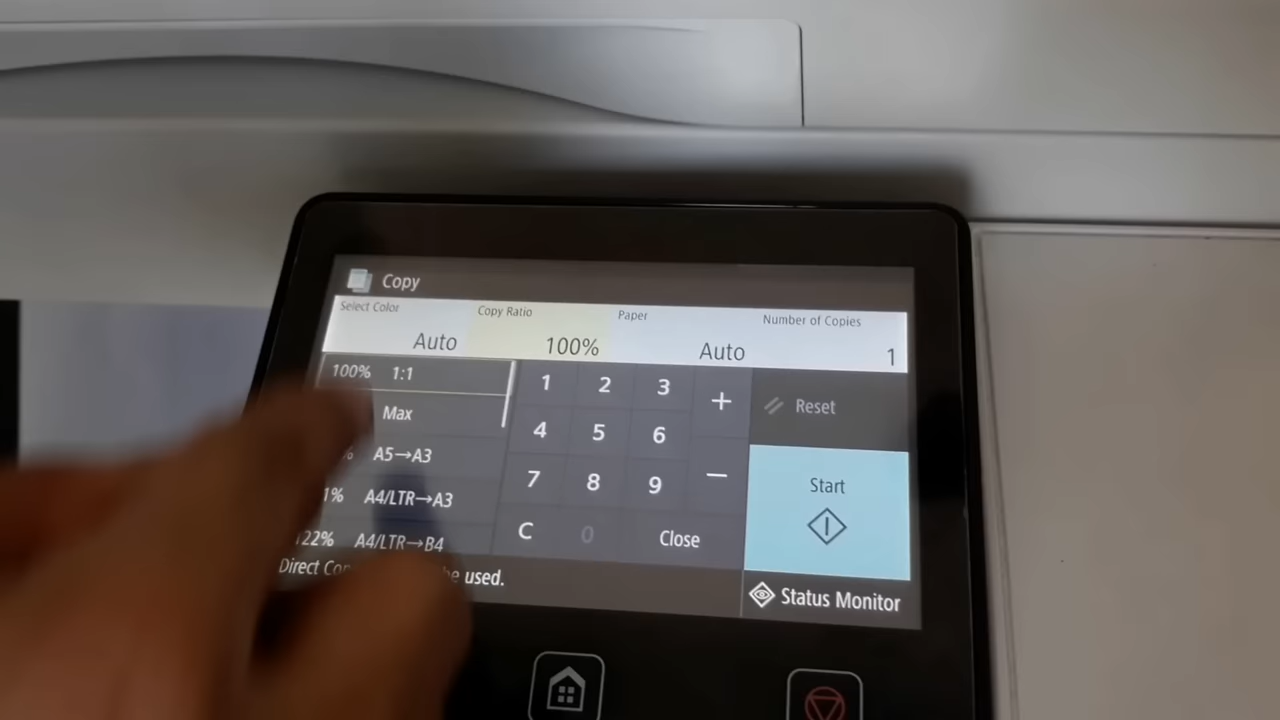 Copy
Select Color Copy Ratio Paper Number of Copies
Auto 100% Auto 1
100% 1:1
Max
% A5→A3
1% A4/LTR→A3
122% A4/LTR→B4
1 2 3 +
4 5 6
7 8 9 —
C 0 Close
Reset
Start
Direct be used.
Status Monitor